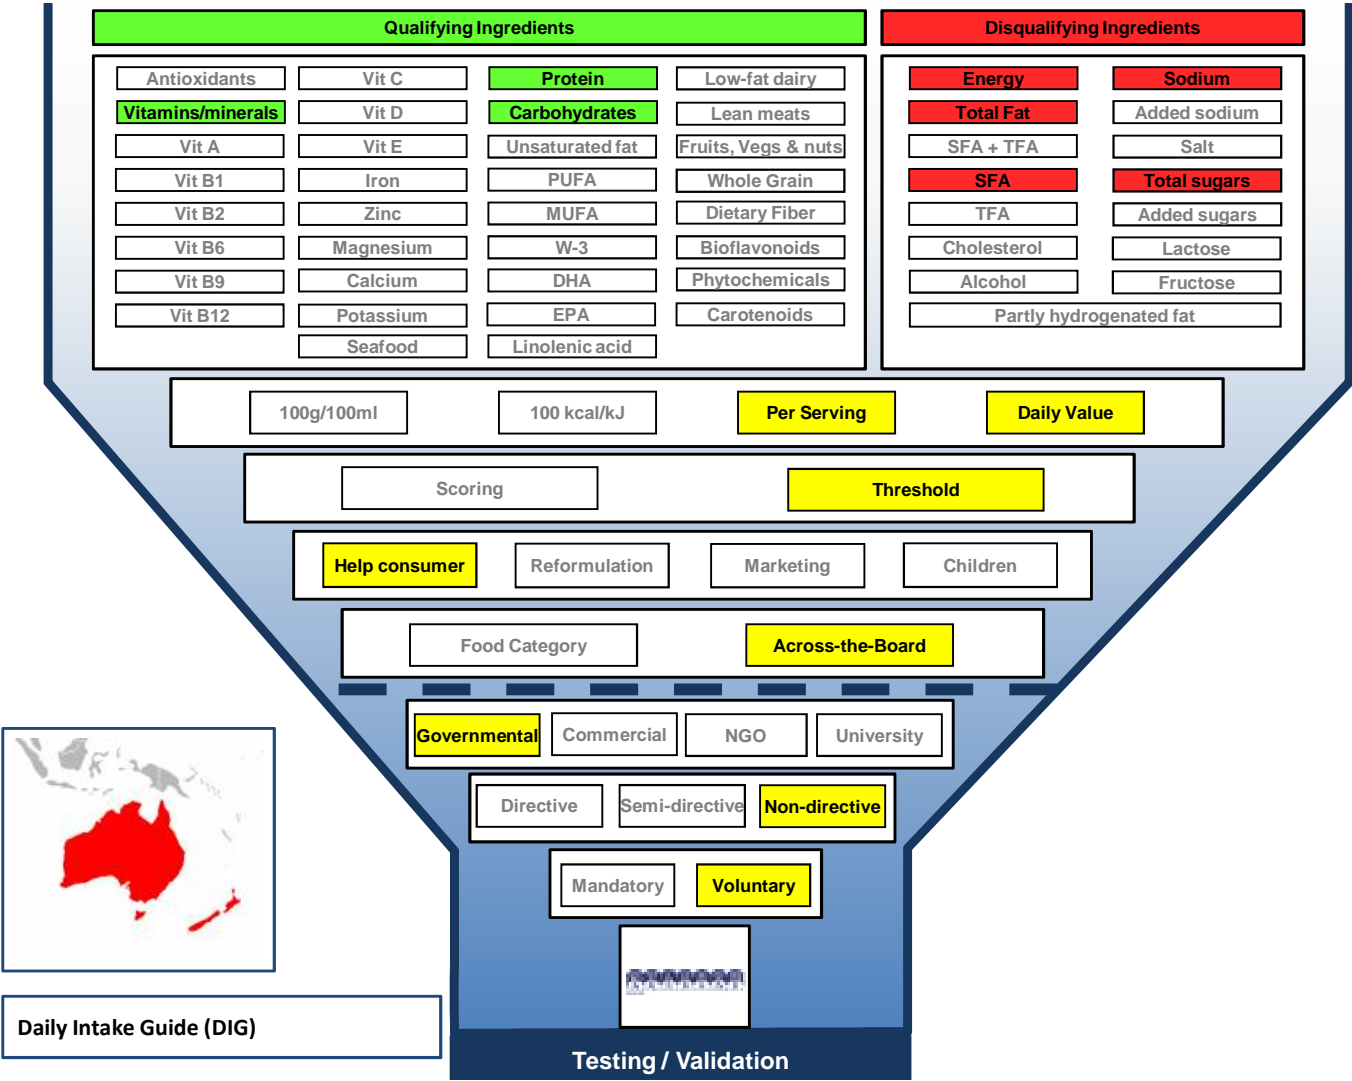 Qualifying Ingredients
Disqualifying Ingredients
Antioxidants Vit C Protein Low-fat dairy Energy Sodium
Vitamins/minerals Vit D Carbohydrates Lean meats Total Fat Added sodium
Vit A Vit E Unsaturated fat Fruits, Vegs & nuts SFA + TFA Salt
Vit B1 Iron PUFA Whole Grain SFA Total sugars
Vit B2 Zinc MUFA Dietary Fiber TFA Added sugars
Vit B6 Magnesium W-3 Bioflavonoids Cholesterol Lactose
Vit B9 Calcium DHA Phytochemicals Alcohol Fructose
Vit B12 Potassium EPA Carotenoids Partly hydrogenated fat
Seafood Linolenic acid
100g/100ml 100 kcal/kJ Per Serving Daily Value
Scoring Threshold
Help consumer Reformulation Marketing Children
Food Category Across-the-Board
Governmental Commercial NGO University
Directive Semi-directive Non-directive
Mandatory Voluntary
Daily Intake Guide (DIG)
Testing / Validation